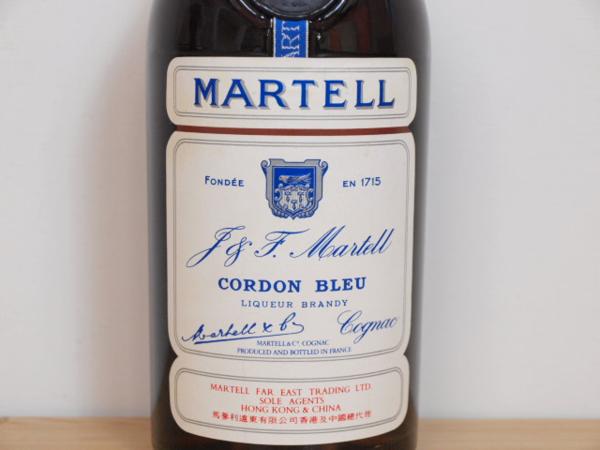 MART
MARTELL
FONDÉE EN 1715
J & F. Martell
CORDON BLEU
LIQUEUR BRANDY
Martell & Co
Cognac
MARTELL & Cº. COGNAC
PRODUCED AND BOTTLED IN FRANCE
MARTELL FAR EAST TRADING LTD.
SOLE AGENTS
HONG KONG & CHINA
馬爹利遠東有限公司香港及中國總代理